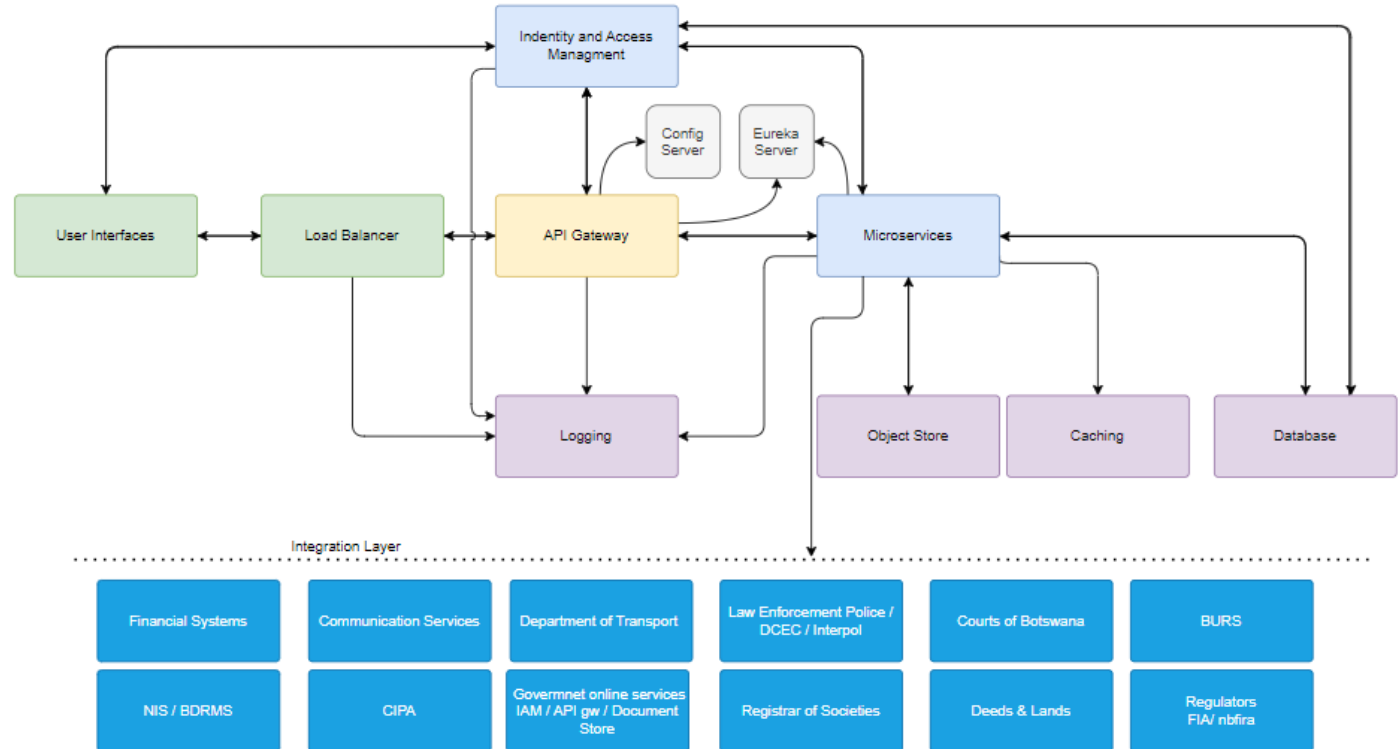 Indentity and Access
Managment
Config
Server
Eureka
Server
User Interfaces
Load Balancer
API Gateway
Microservices
Logging
Object Store
Caching
Database
Integration Layer
Financial Systems
Communication Services
Department of Transport
Law Enforcement Police /
DCEC / Interpol
Courts of Botswana
BURS
NIS / BDRMS
CIPA
Govermnet online services
IAM / API gw / Document
Store
Registrar of Societies
Deeds & Lands
Regulators
FIA/ nbfira